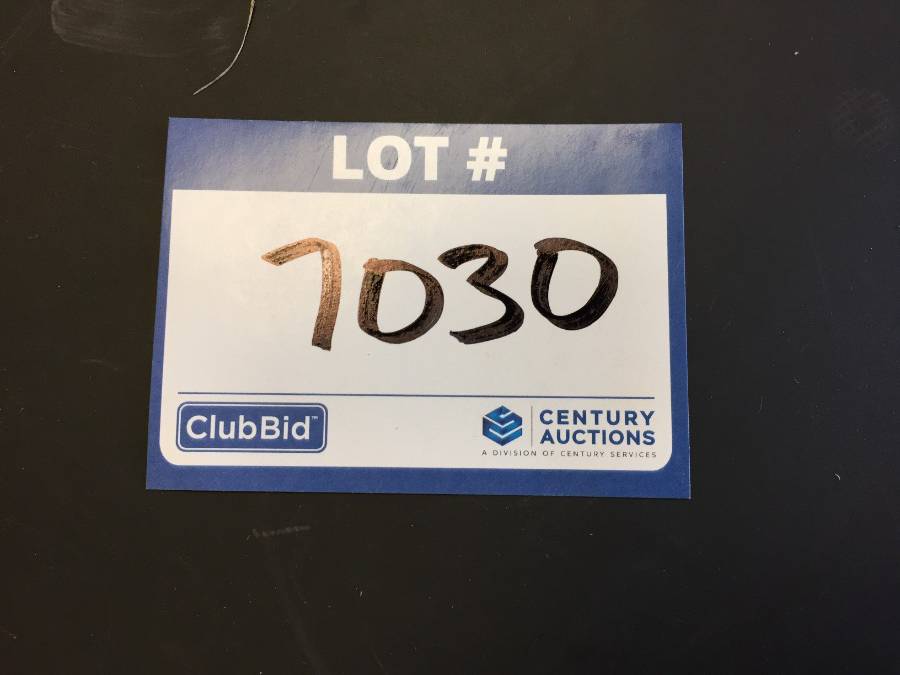 LOT #
7030
ClubBid™
CENTURY
AUCTIONS
A DIVISION OF CENTURY SERVICES